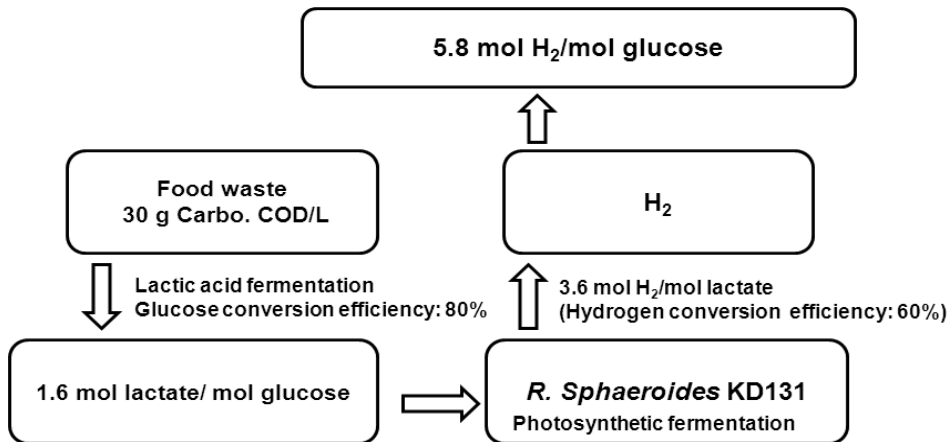 5.8 mol H₂/mol glucose
Food waste
30 g Carbo. COD/L
H₂
Lactic acid fermentation
Glucose conversion efficiency: 80%
3.6 mol H₂/mol lactate
(Hydrogen conversion efficiency: 60%)
1.6 mol lactate/ mol glucose
R. Sphaeroides KD131
Photosynthetic fermentation